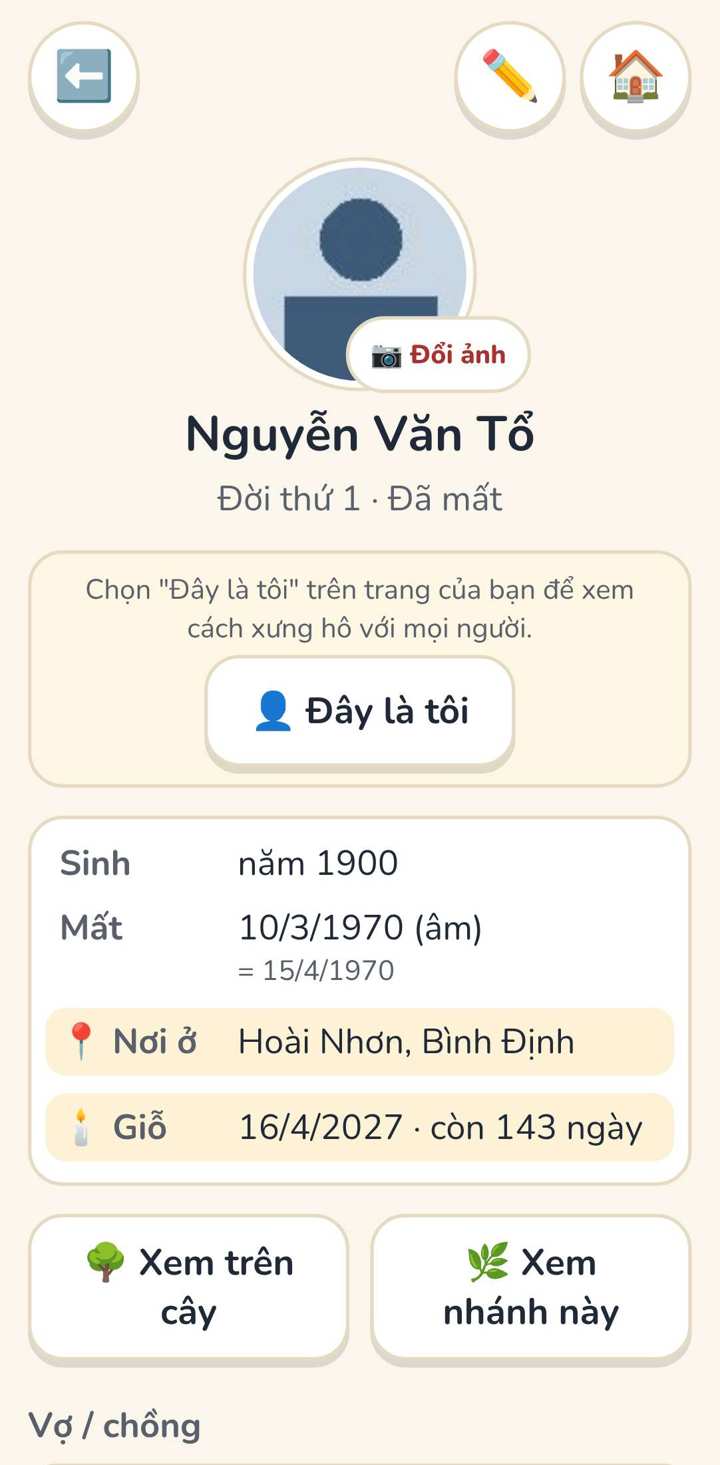 Đổi ảnh
Nguyễn Văn Tổ
Đời thứ 1 · Đã mất
Chọn "Đây là tôi" trên trang của bạn để xem
cách xưng hô với mọi người.
Đây là tôi
Sinh năm 1900
Mất 10/3/1970 (âm)
= 15/4/1970
Nơi ở Hoài Nhơn, Bình Định
Giỗ 16/4/2027 · còn 143 ngày
Xem trên
cây
Xem
nhánh này
Vợ / chồng